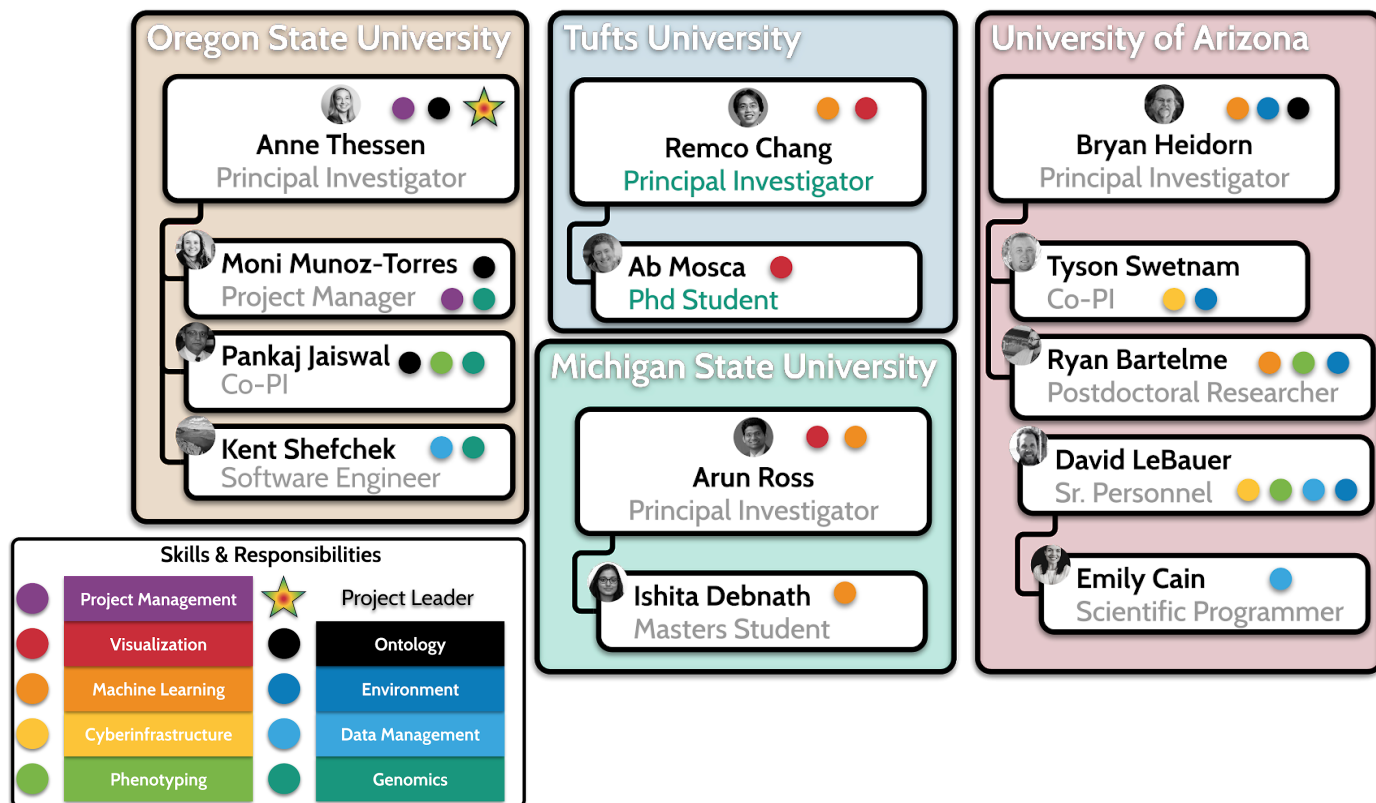 Oregon State University
Anne Thessen
Principal Investigator
Moni Munoz-Torres
Project Manager
Pankaj Jaiswal
Co-PI
Kent Shefchek
Software Engineer
Tufts University
Remco Chang
Principal Investigator
Ab Mosca
Phd Student
Michigan State University
Arun Ross
Principal Investigator
Ishita Debnath
Masters Student
University of Arizona
Bryan Heidorn
Principal Investigator
Tyson Swetnam
Co-PI
Ryan Bartelme
Postdoctoral Researcher
David LeBauer
Sr. Personnel
Emily Cain
Scientific Programmer
Skills & Responsibilities
Project Management
Project Leader
Visualization
Ontology
Machine Learning
Environment
Cyberinfrastructure
Data Management
Phenotyping
Genomics